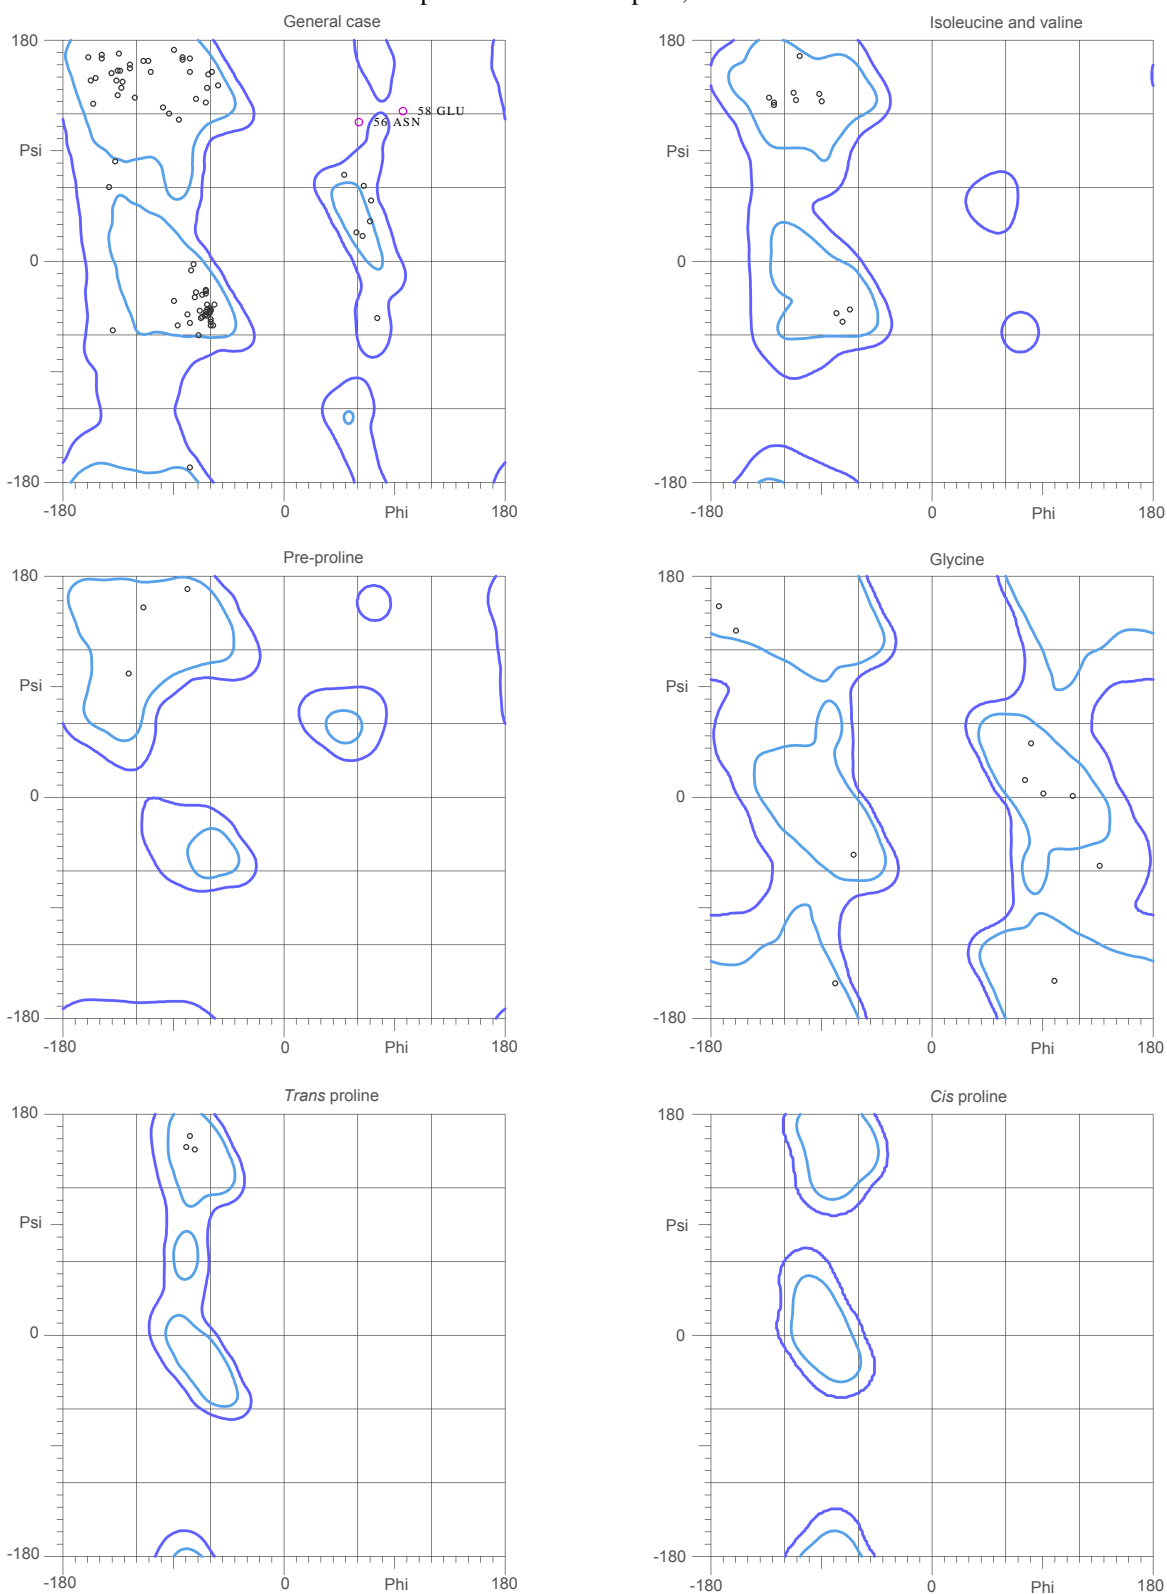 General case
Isoleucine and valine
180
58 GLU
56 ASN
Psi
0
-180
-180 0 Phi 180
180
Psi
0
-180
-180 0 Phi 180
Pre-proline
Glycine
180
Psi
0
-180
-180 0 Phi 180
180
Psi
0
-180
-180 0 Phi 180
Trans proline
Cis proline
180
Psi
0
-180
-180 0 Phi 180
180
Psi
0
-180
-180 0 Phi 180